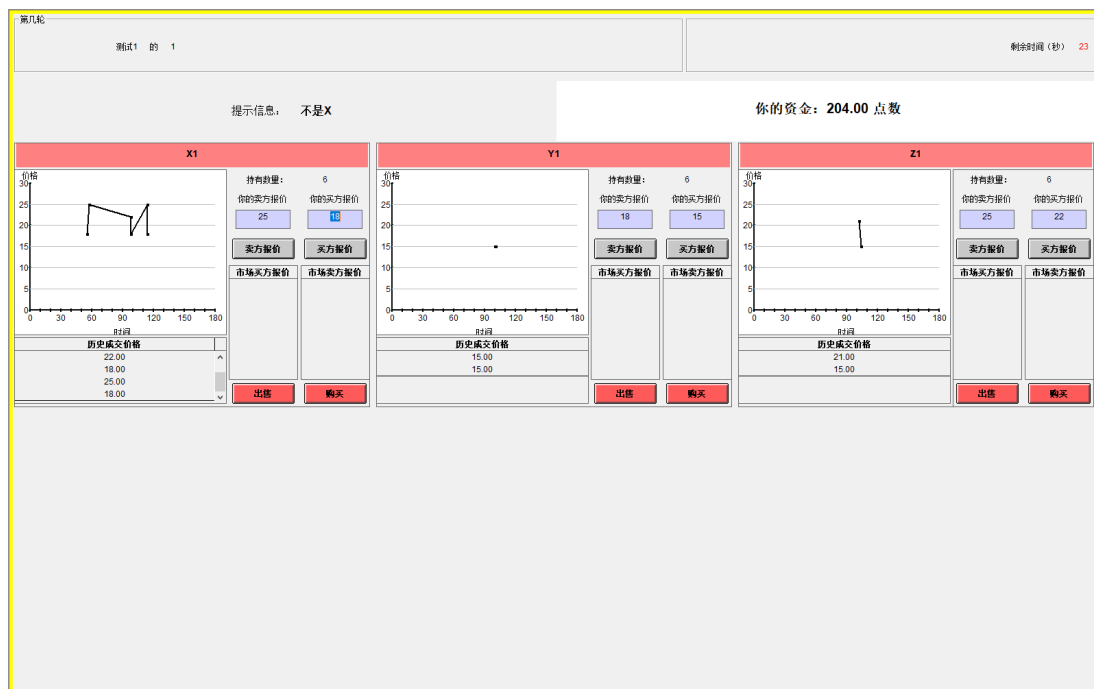 第几轮
测试1 的 1
剩余时间（秒） 23
提示信息： 不是X
你的资金：204.00 点数
X1
价格
30
25
20
15
10
5
0
0 30 60 90 120 150 180
时间
历史成交价格
22.00
18.00
25.00
18.00
持有数量： 6
你的卖方报价 你的买方报价
25 18
卖方报价 买方报价
市场买方报价 市场卖方报价
出售 购买
Y1
价格
30
25
20
15
10
5
0
0 30 60 90 120 150 180
时间
历史成交价格
15.00
15.00
持有数量： 6
你的卖方报价 你的买方报价
18 15
卖方报价 买方报价
市场买方报价 市场卖方报价
出售 购买
Z1
价格
30
25
20
15
10
5
0
0 30 60 90 120 150 180
时间
历史成交价格
21.00
15.00
持有数量： 6
你的卖方报价 你的买方报价
25 22
卖方报价 买方报价
市场买方报价 市场卖方报价
出售 购买